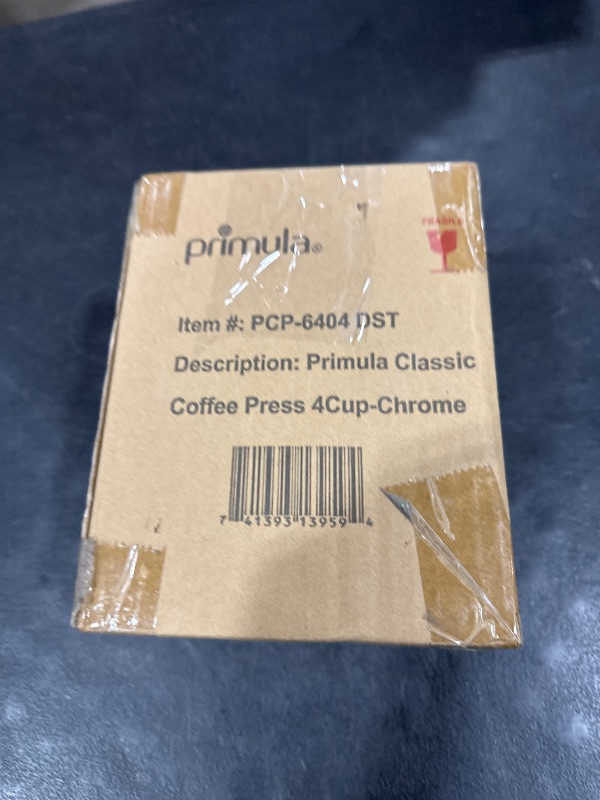 primula®
FRAGILE
Item #: PCP-6404 DST
Description: Primula Classic
Coffee Press 4Cup-Chrome
7 41393 13959 4